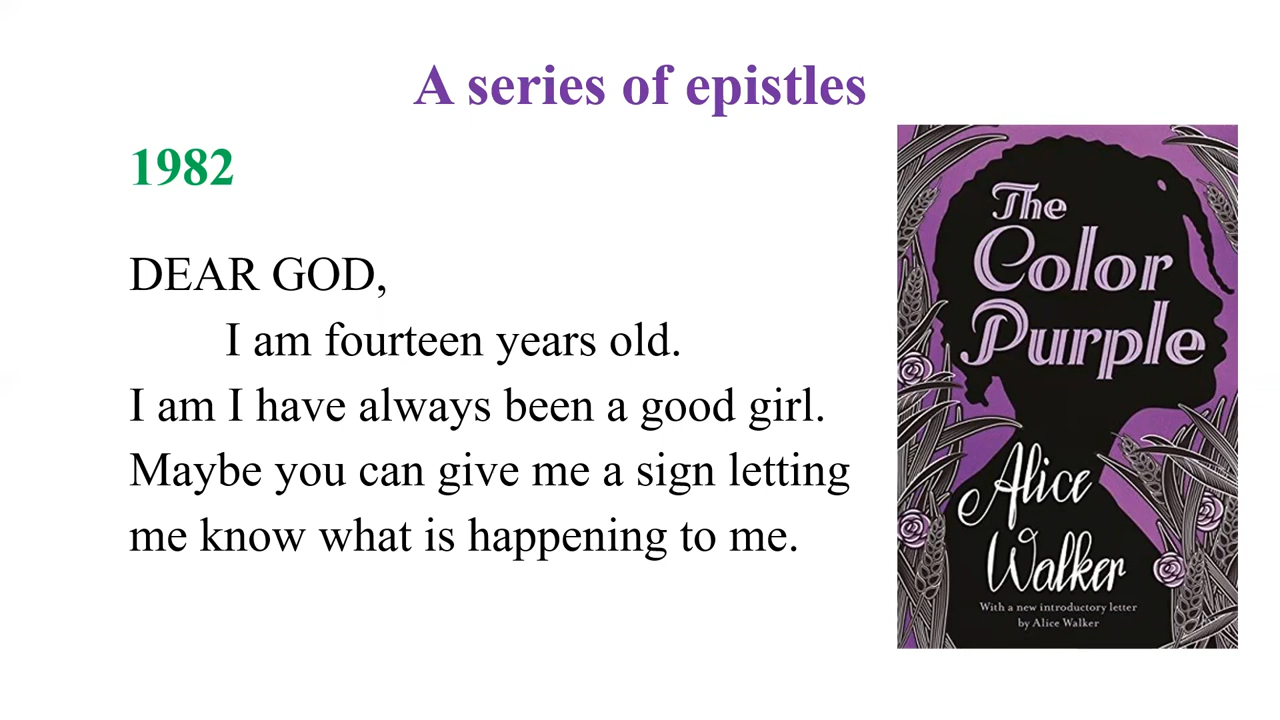 A series of epistles
1982
DEAR GOD,
I am fourteen years old.
I am I have always been a good girl.
Maybe you can give me a sign letting
me know what is happening to me.
The
Color
Purple
Alice
Walker
With a new introductory letter
by Alice Walker